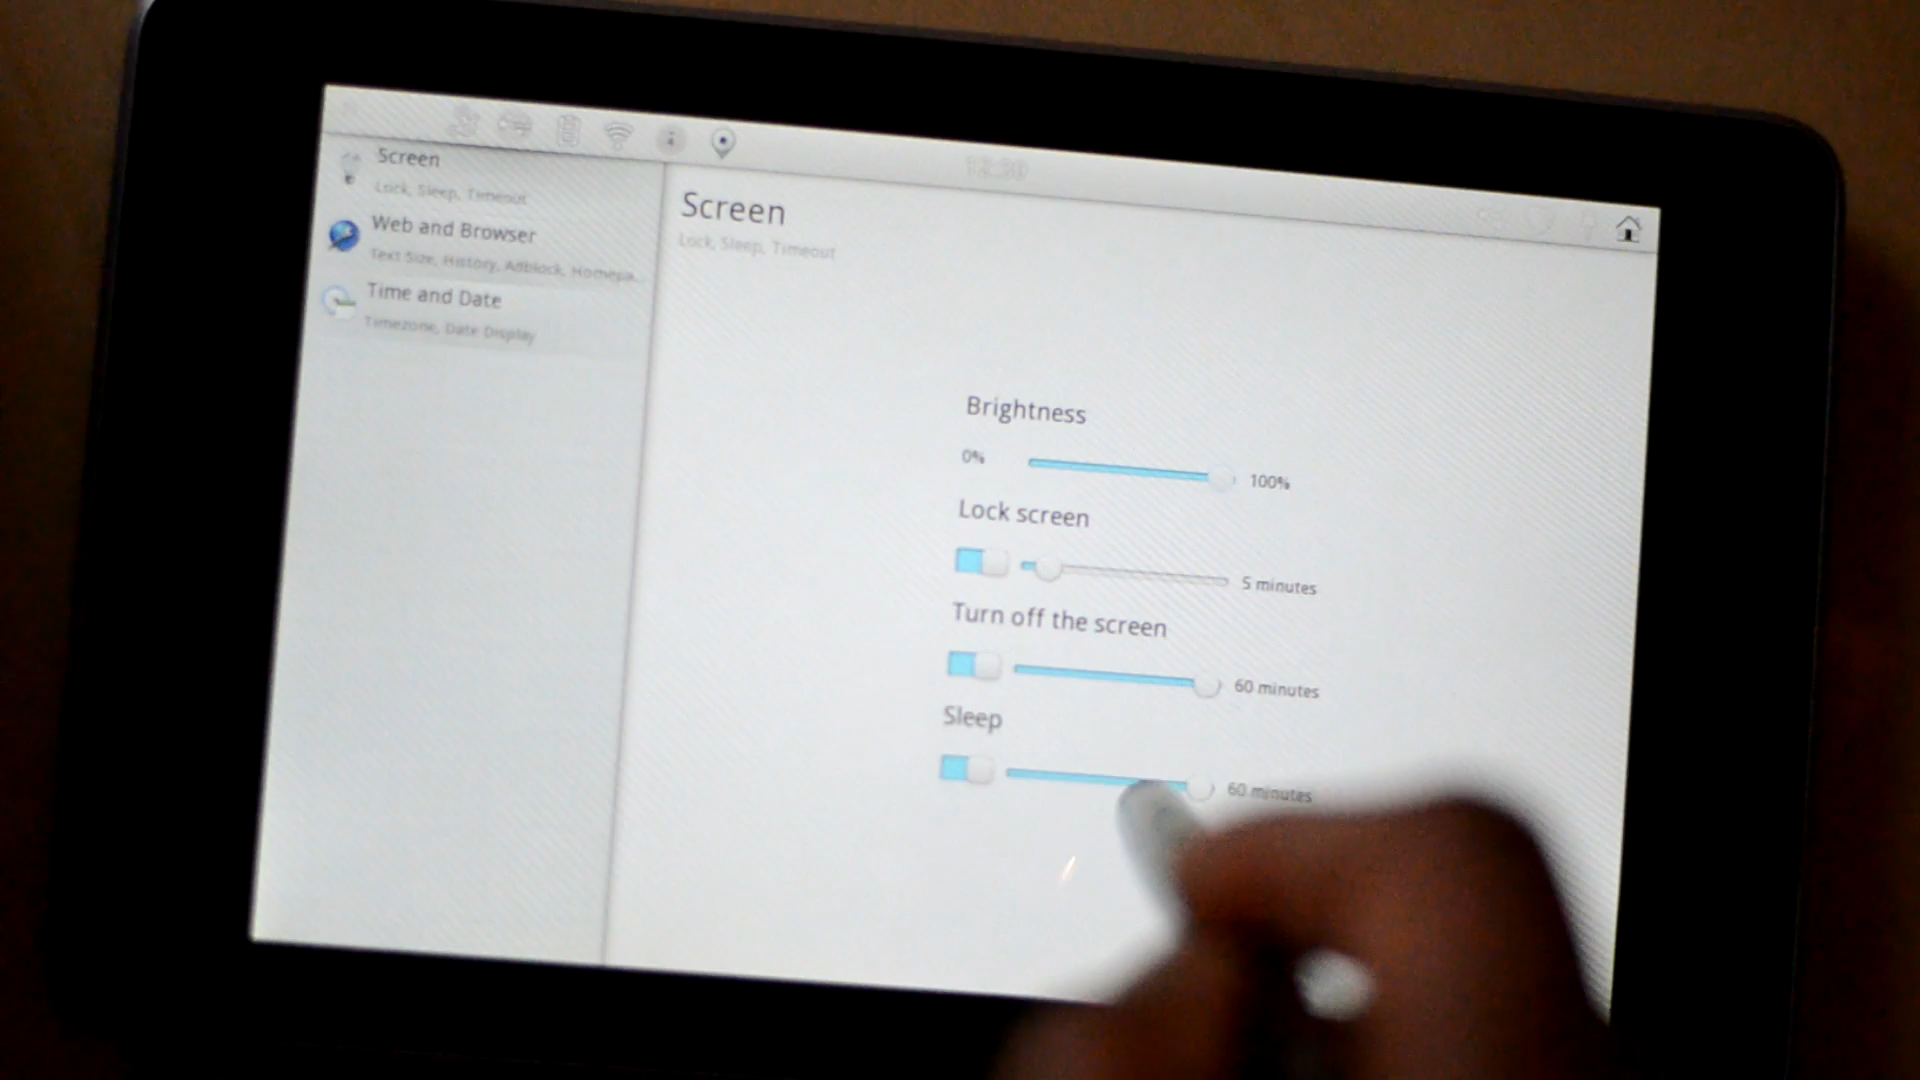 12:30
Screen
Lock, Sleep, Timeout
Web and Browser
Text Size, History, Adblock, Homepa...
Time and Date
Timezone, Date Display
Screen
Lock, Sleep, Timeout
Brightness
0% 100%
Lock screen
5 minutes
Turn off the screen
60 minutes
Sleep
60 minutes